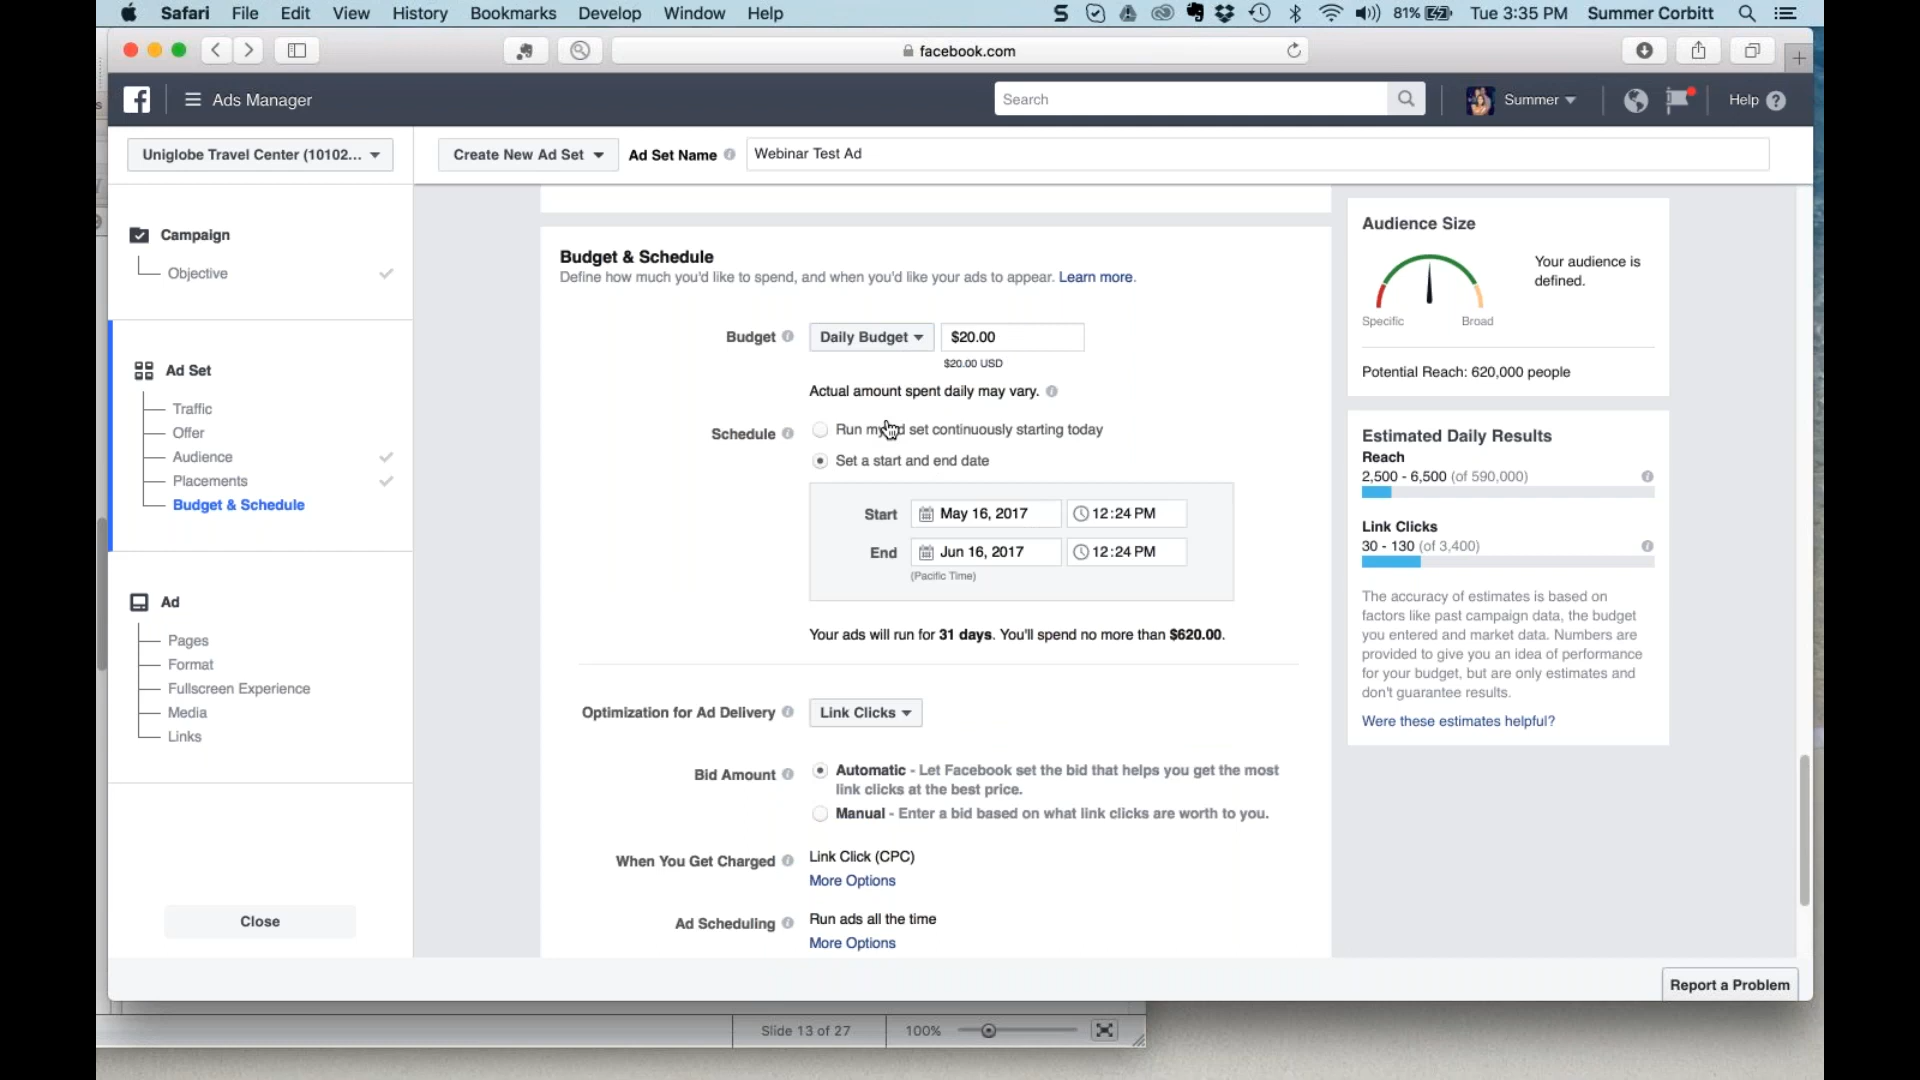 Safari File Edit View History Bookmarks Develop Window Help 81% Tue 3:35 PM Summer Corbitt
facebook.com
Ads Manager Search Summer Help
Uniglobe Travel Center (10102... Create New Ad Set Ad Set Name Webinar Test Ad
Campaign
Objective
Ad Set
Traffic
Offer
Audience
Placements
Budget & Schedule
Ad
Pages
Format
Fullscreen Experience
Media
Links
Close
Budget & Schedule
Define how much you'd like to spend, and when you'd like your ads to appear. Learn more.
Budget Daily Budget $20.00
$20.00 USD
Actual amount spent daily may vary.
Schedule Run my ad set continuously starting today
Set a start and end date
Start May 16, 2017 12:24 PM
End Jun 16, 2017 12:24 PM
(Pacific Time)
Your ads will run for 31 days. You'll spend no more than $620.00.
Optimization for Ad Delivery Link Clicks
Bid Amount Automatic - Let Facebook set the bid that helps you get the most
link clicks at the best price.
Manual - Enter a bid based on what link clicks are worth to you.
When You Get Charged Link Click (CPC)
More Options
Ad Scheduling Run ads all the time
More Options
Audience Size
Your audience is
defined.
Specific Broad
Potential Reach: 620,000 people
Estimated Daily Results
Reach
2,500 - 6,500 (of 590,000)
Link Clicks
30 - 130 (of 3,400)
The accuracy of estimates is based on
factors like past campaign data, the budget
you entered and market data. Numbers are
provided to give you an idea of performance
for your budget, but are only estimates and
don't guarantee results.
Were these estimates helpful?
Report a Problem
Slide 13 of 27 100%